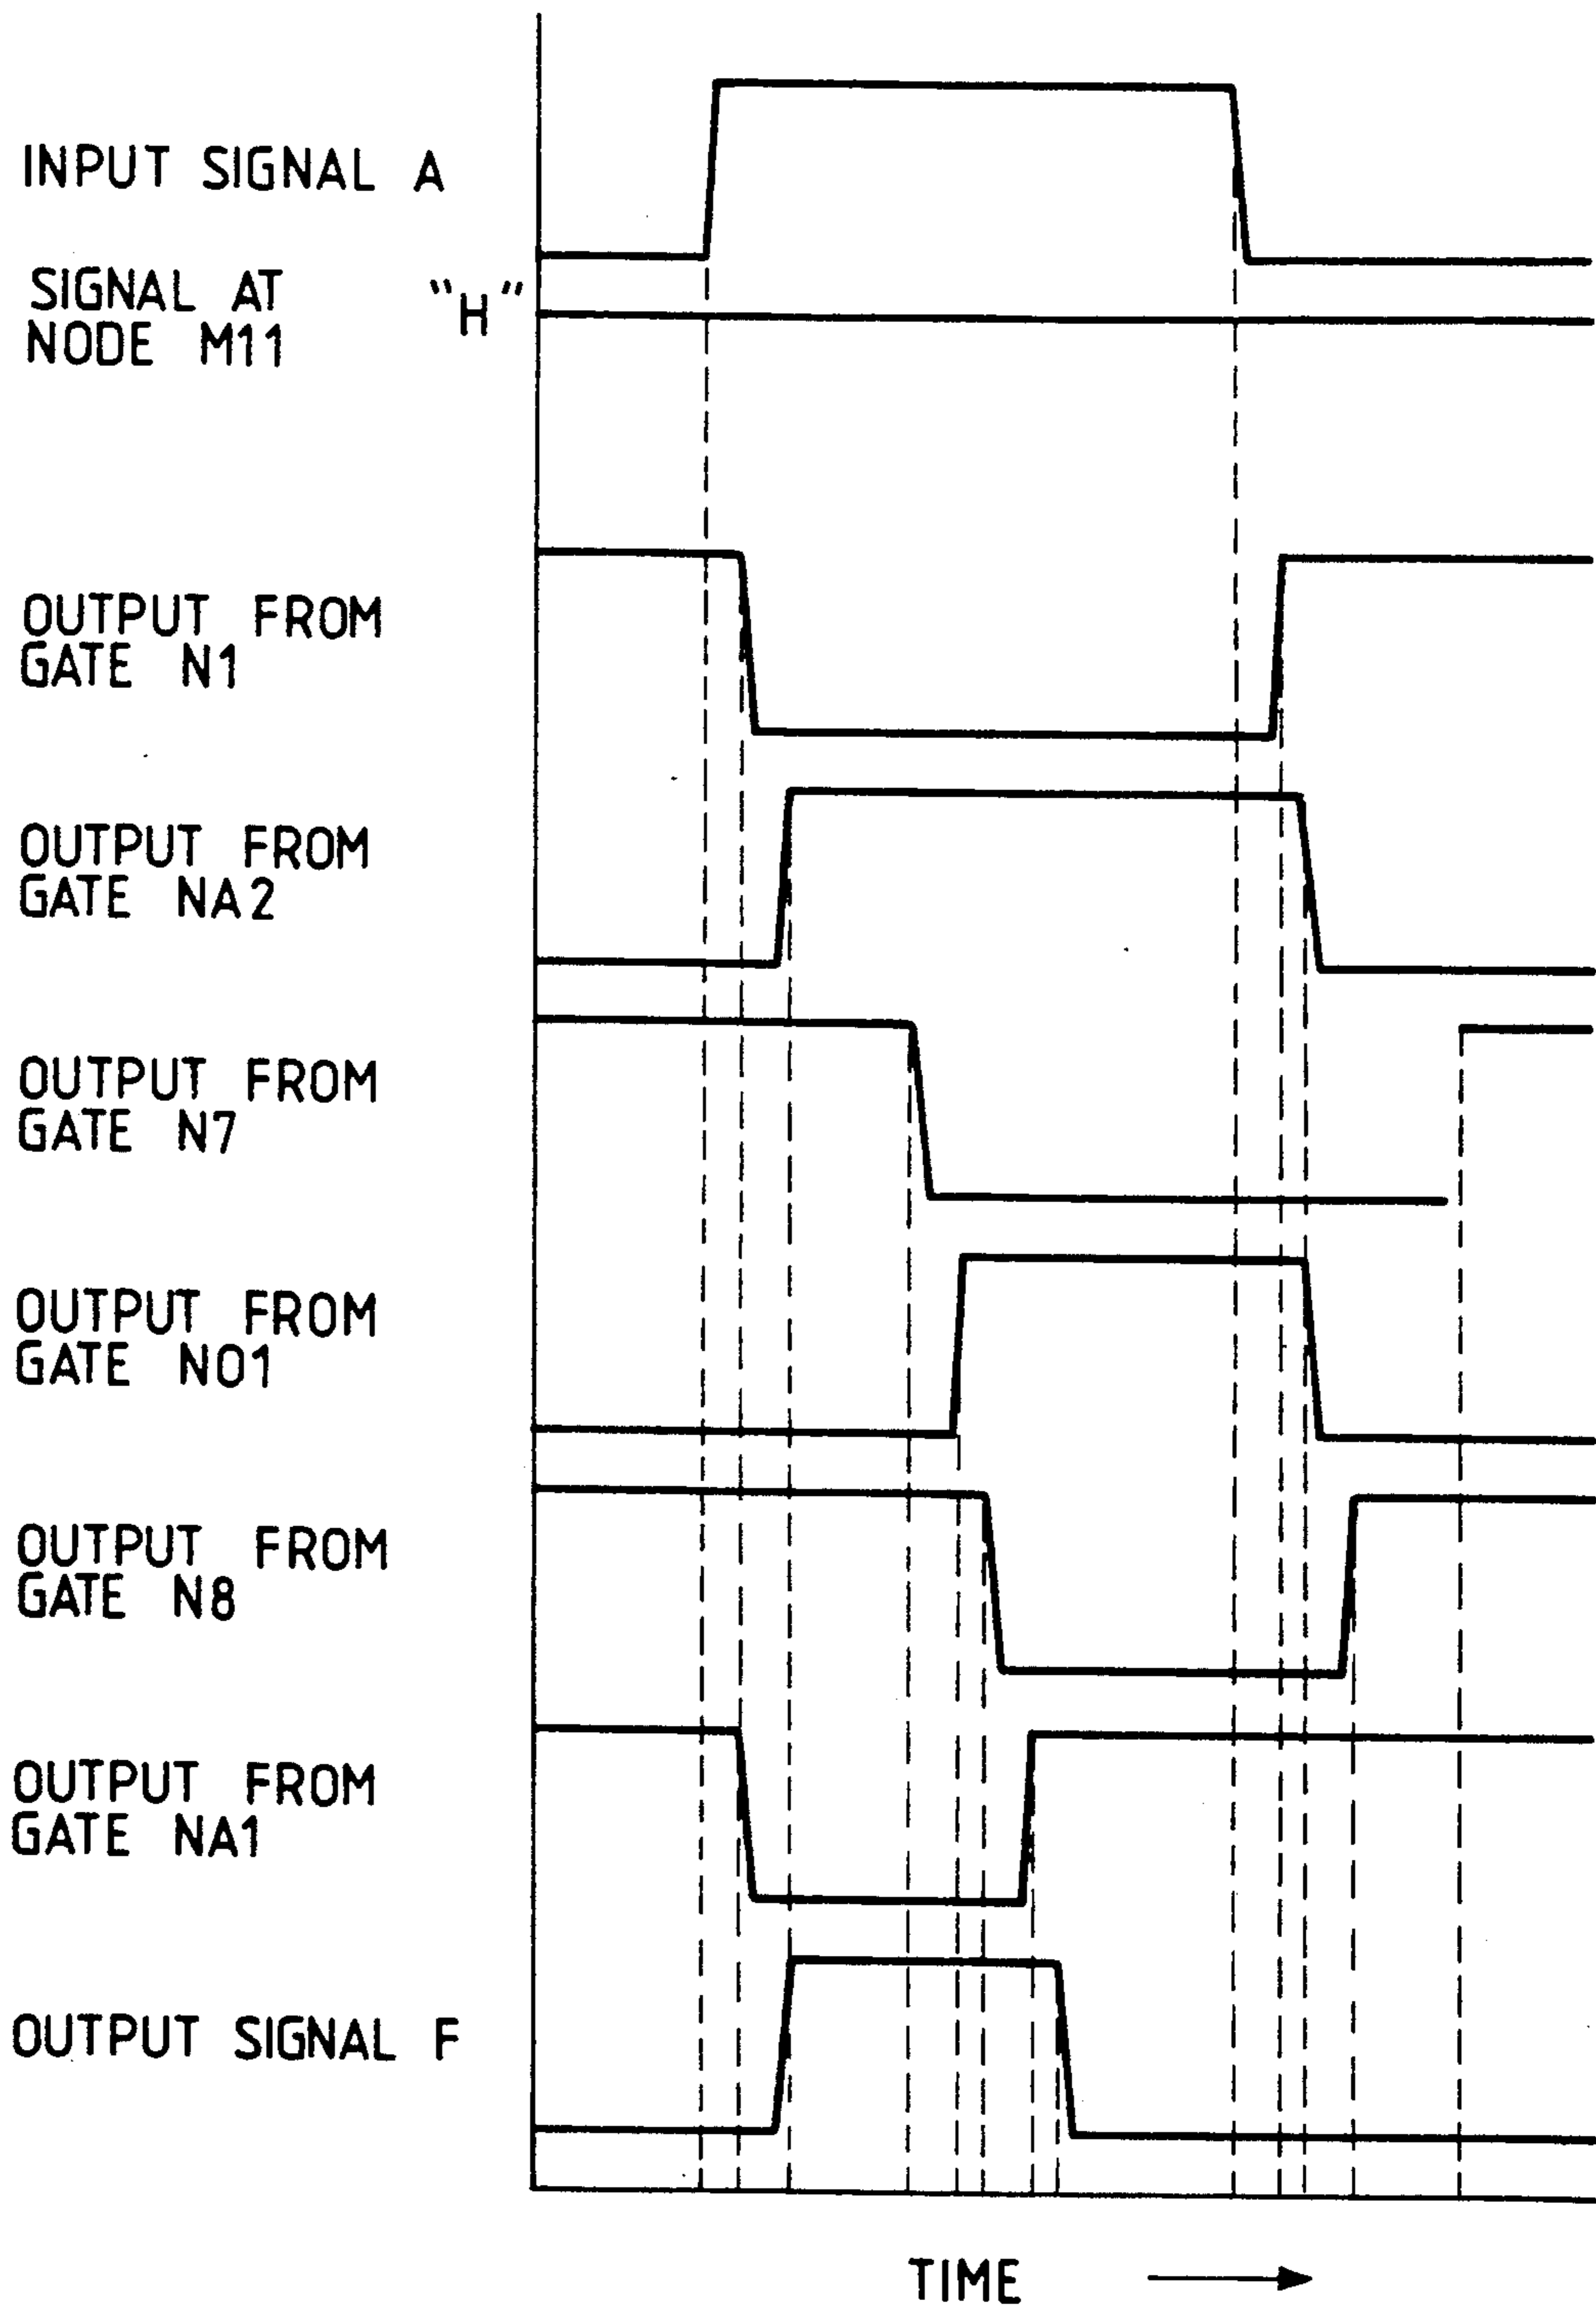 INPUT SIGNAL A
SIGNAL AT
NODE M11
"H"
OUTPUT FROM
GATE N1
OUTPUT FROM
GATE NA2
OUTPUT FROM
GATE N7
OUTPUT FROM
GATE NO1
OUTPUT FROM
GATE N8
OUTPUT FROM
GATE NA1
OUTPUT SIGNAL F
TIME